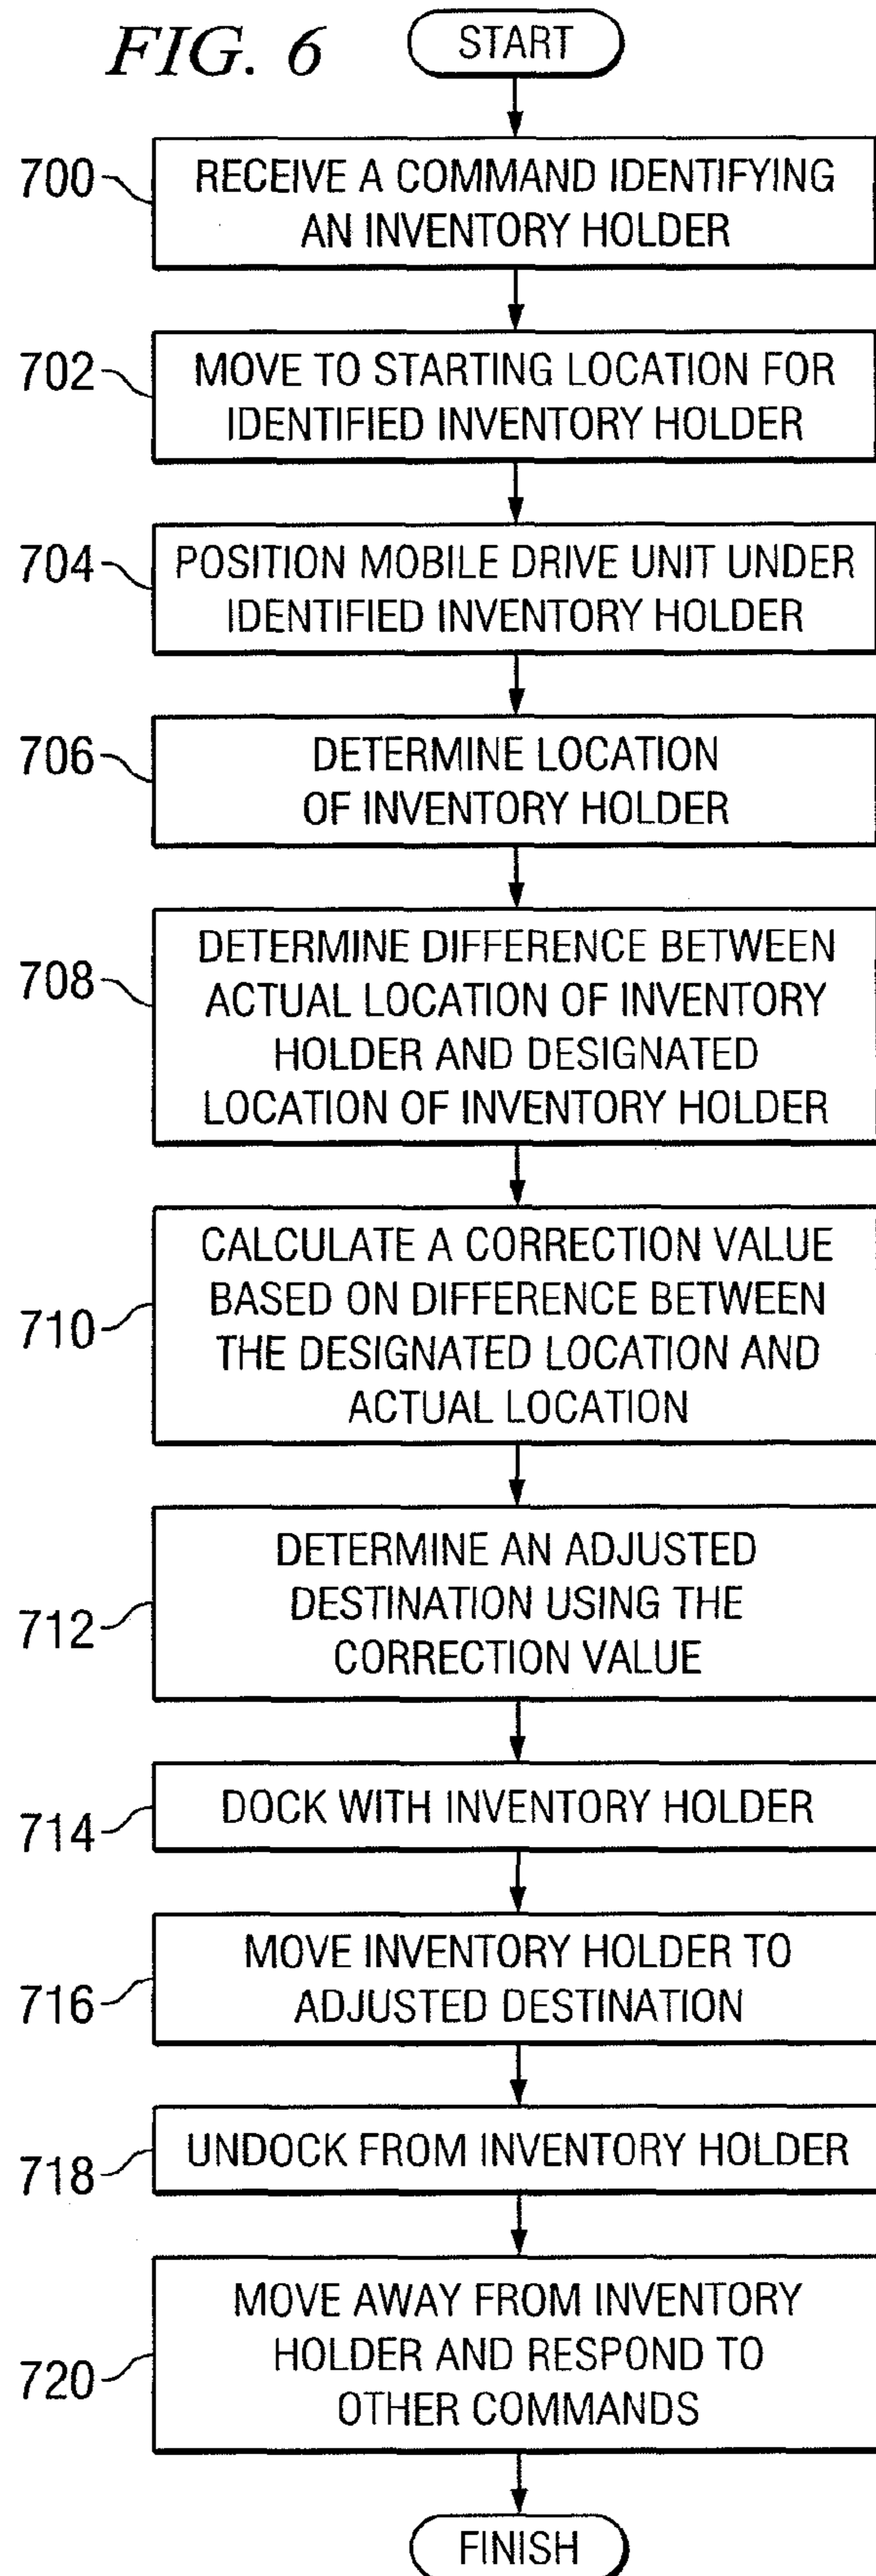 FIG. 6
START
700
RECEIVE A COMMAND IDENTIFYING
AN INVENTORY HOLDER
702
MOVE TO STARTING LOCATION FOR
IDENTIFIED INVENTORY HOLDER
704
POSITION MOBILE DRIVE UNIT UNDER
IDENTIFIED INVENTORY HOLDER
706
DETERMINE LOCATION
OF INVENTORY HOLDER
708
DETERMINE DIFFERENCE BETWEEN
ACTUAL LOCATION OF INVENTORY
HOLDER AND DESIGNATED
LOCATION OF INVENTORY HOLDER
710
CALCULATE A CORRECTION VALUE
BASED ON DIFFERENCE BETWEEN
THE DESIGNATED LOCATION AND
ACTUAL LOCATION
712
DETERMINE AN ADJUSTED
DESTINATION USING THE
CORRECTION VALUE
714
DOCK WITH INVENTORY HOLDER
716
MOVE INVENTORY HOLDER TO
ADJUSTED DESTINATION
718
UNDOCK FROM INVENTORY HOLDER
720
MOVE AWAY FROM INVENTORY
HOLDER AND RESPOND TO
OTHER COMMANDS
FINISH